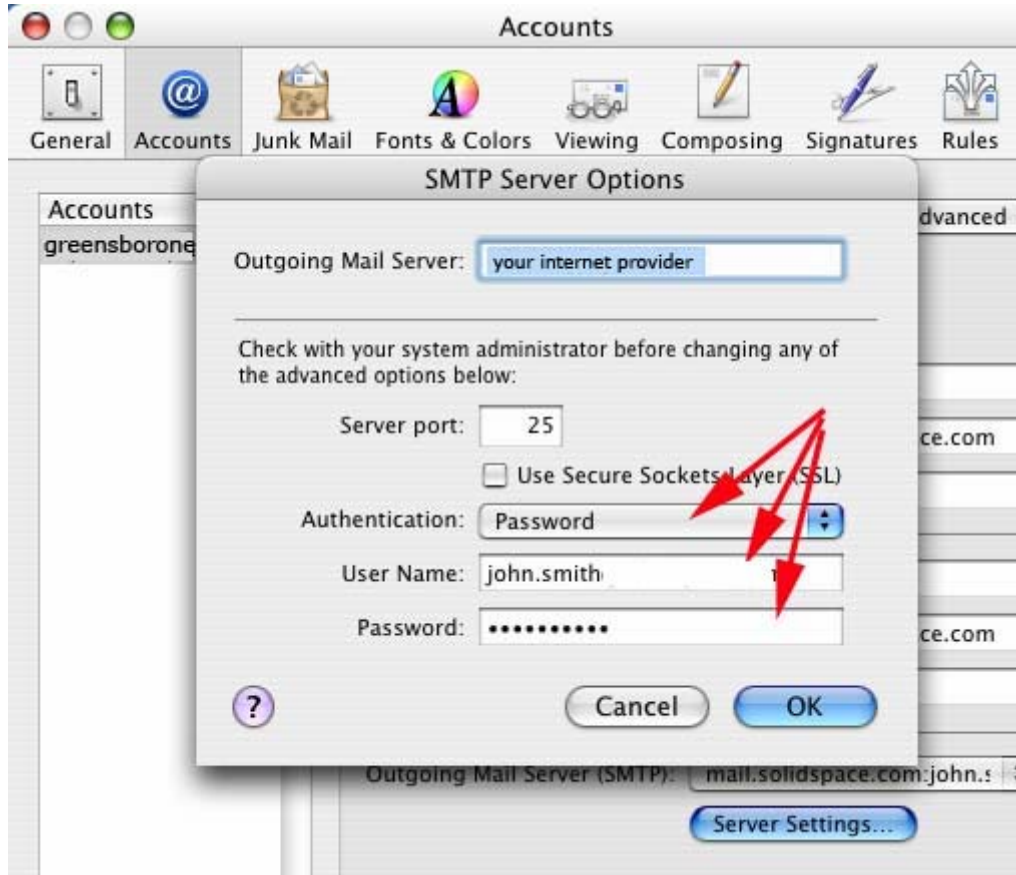 Accounts
General Accounts Junk Mail Fonts & Colors Viewing Composing Signatures Rules
SMTP Server Options
Accounts
dvanced
greensborone
Outgoing Mail Server: your internet provider
Check with your system administrator before changing any of
the advanced options below:
Server port: 25
ce.com
Use Secure Sockets Layer (SSL)
Authentication: Password
User Name: john.smith
Password: ••••••••••
ce.com
? Cancel OK
Outgoing Mail Server (SMTP): mail.solidspace.com:john.s
Server Settings...